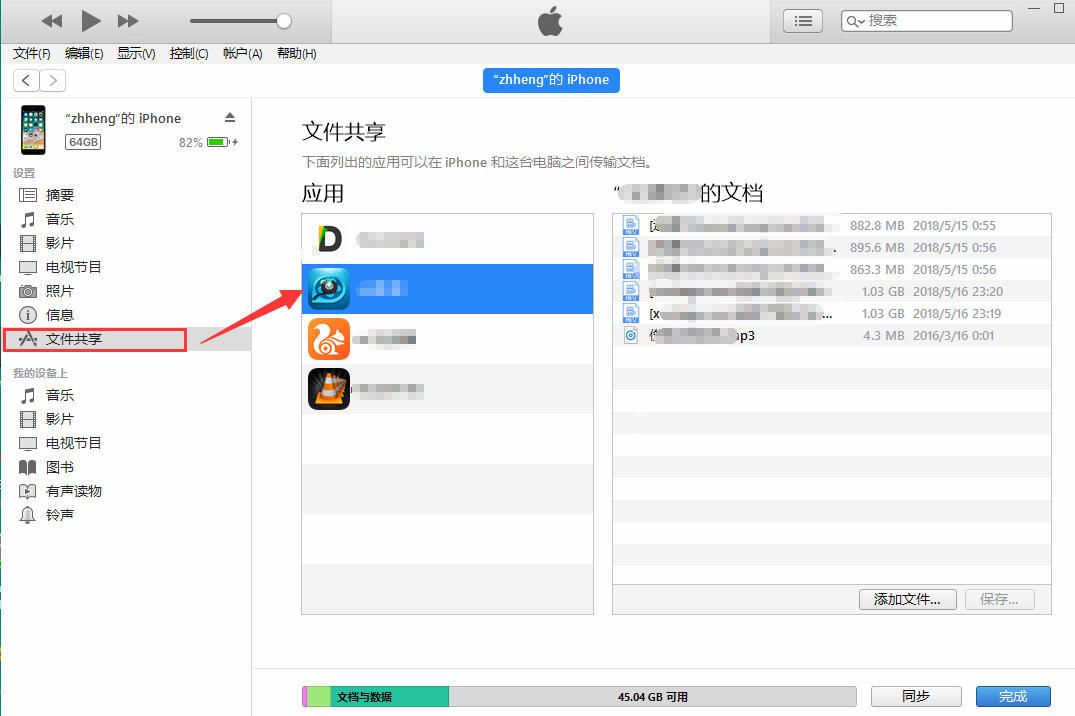 搜索
文件(F) 编辑(E) 显示(V) 控制(C) 帐户(A) 帮助(H)
“zhheng”的 iPhone
“zhheng”的 iPhone
64GB
82%
设置
摘要
音乐
影片
电视节目
照片
信息
文件共享
我的设备上
音乐
影片
电视节目
图书
有声读物
铃声
文件共享
下面列出的应用可以在 iPhone 和这台电脑之间传输文档。
应用
的文档
882.8 MB 2018/5/15 0:55
895.6 MB 2018/5/15 0:56
863.3 MB 2018/5/15 0:56
1.03 GB 2018/5/16 23:20
[x ... 1.03 GB 2018/5/16 23:19
p3 4.3 MB 2016/3/16 0:01
添加文件... 保存...
文档与数据
45.04 GB 可用
同步
完成